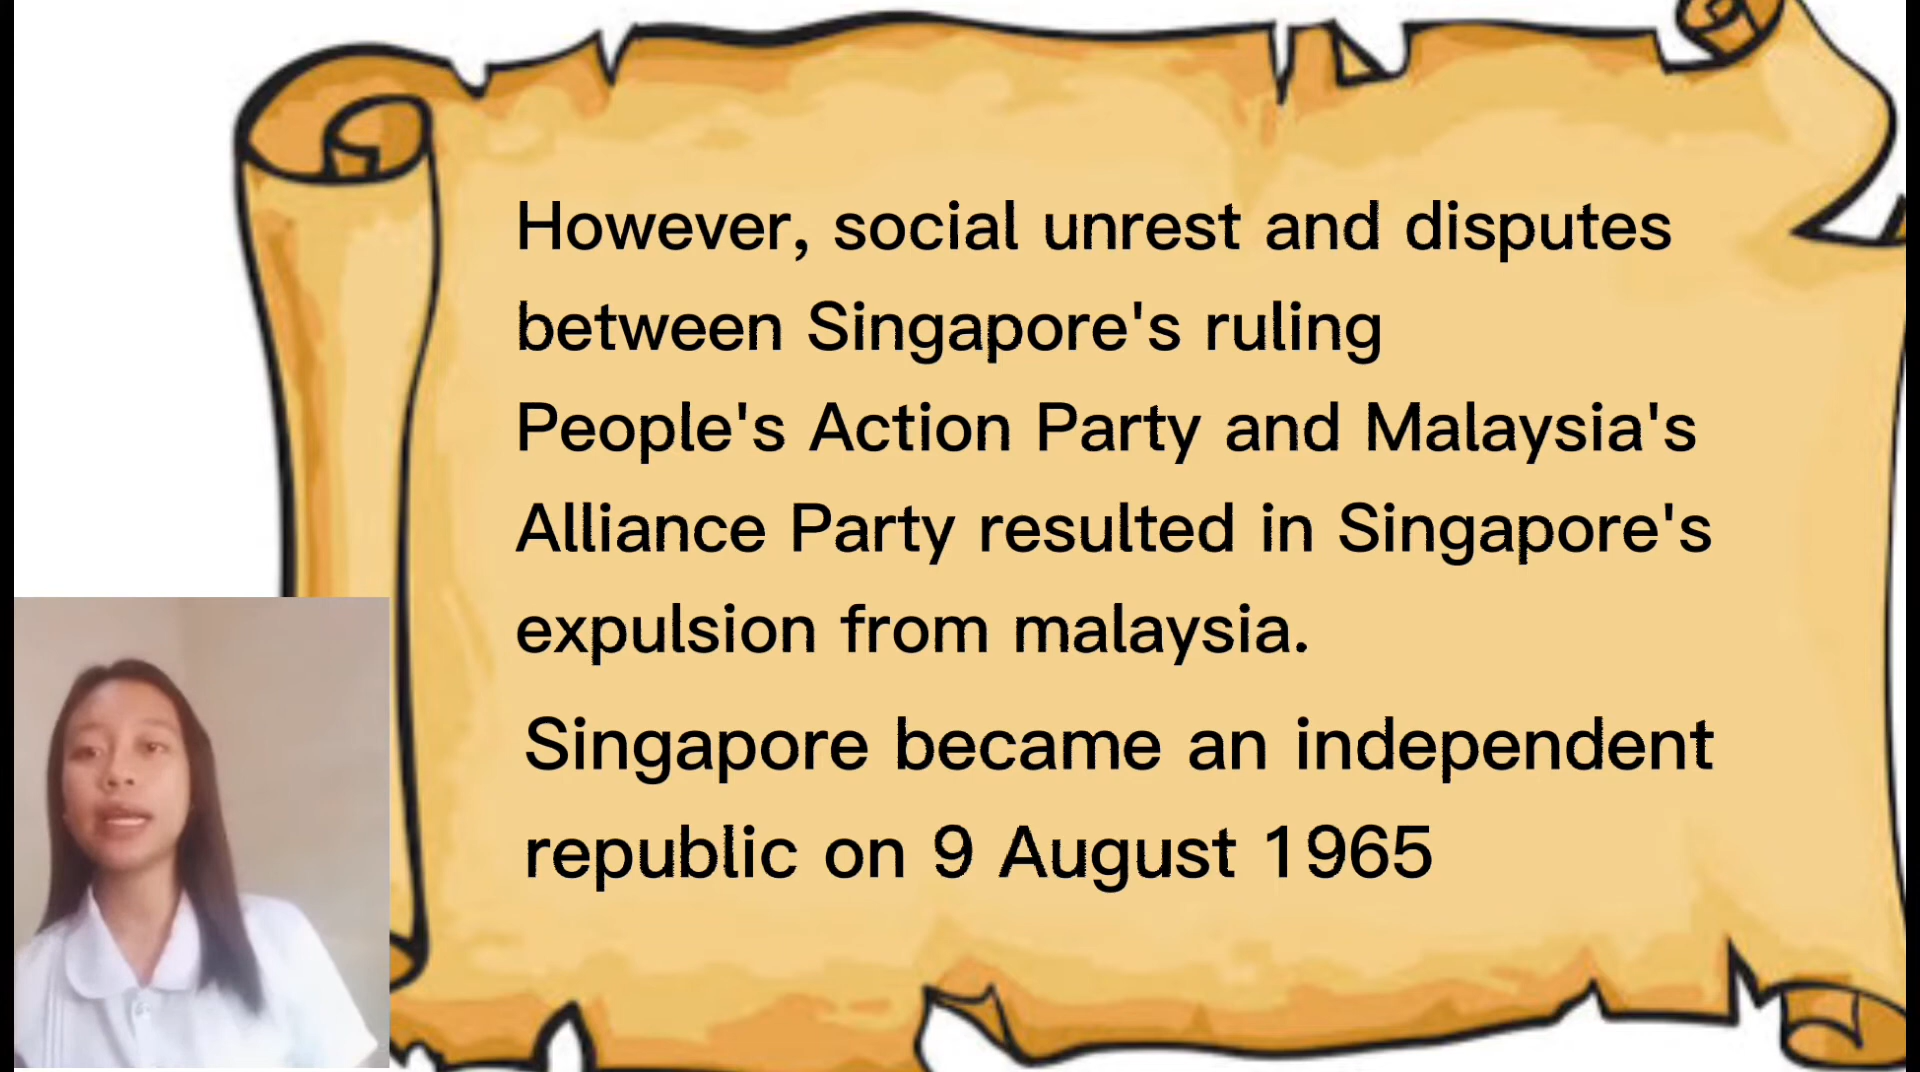 However, social unrest and disputes
between Singapore's ruling
People's Action Party and Malaysia's
Alliance Party resulted in Singapore's
expulsion from malaysia.
Singapore became an independent
republic on 9 August 1965